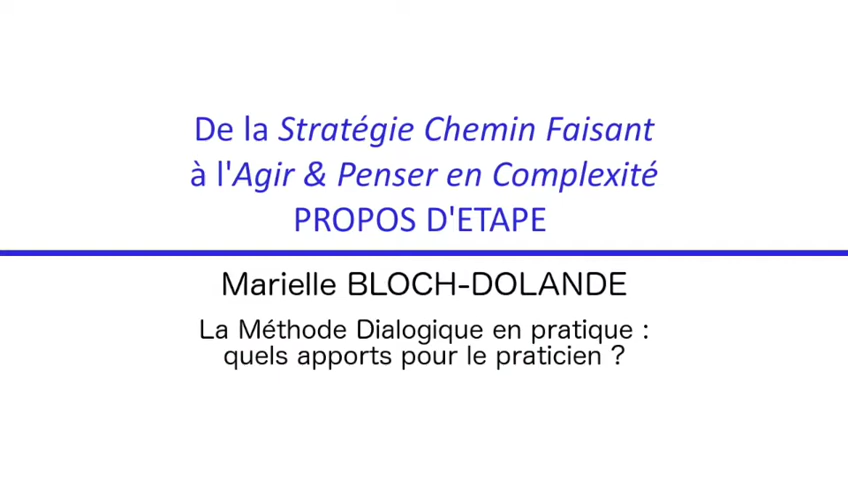 De la Stratégie Chemin Faisant
à l'Agir & Penser en Complexité
PROPOS D'ETAPE
Marielle BLOCH-DOLANDE
La Méthode Dialogique en pratique :
quels apports pour le praticien ?